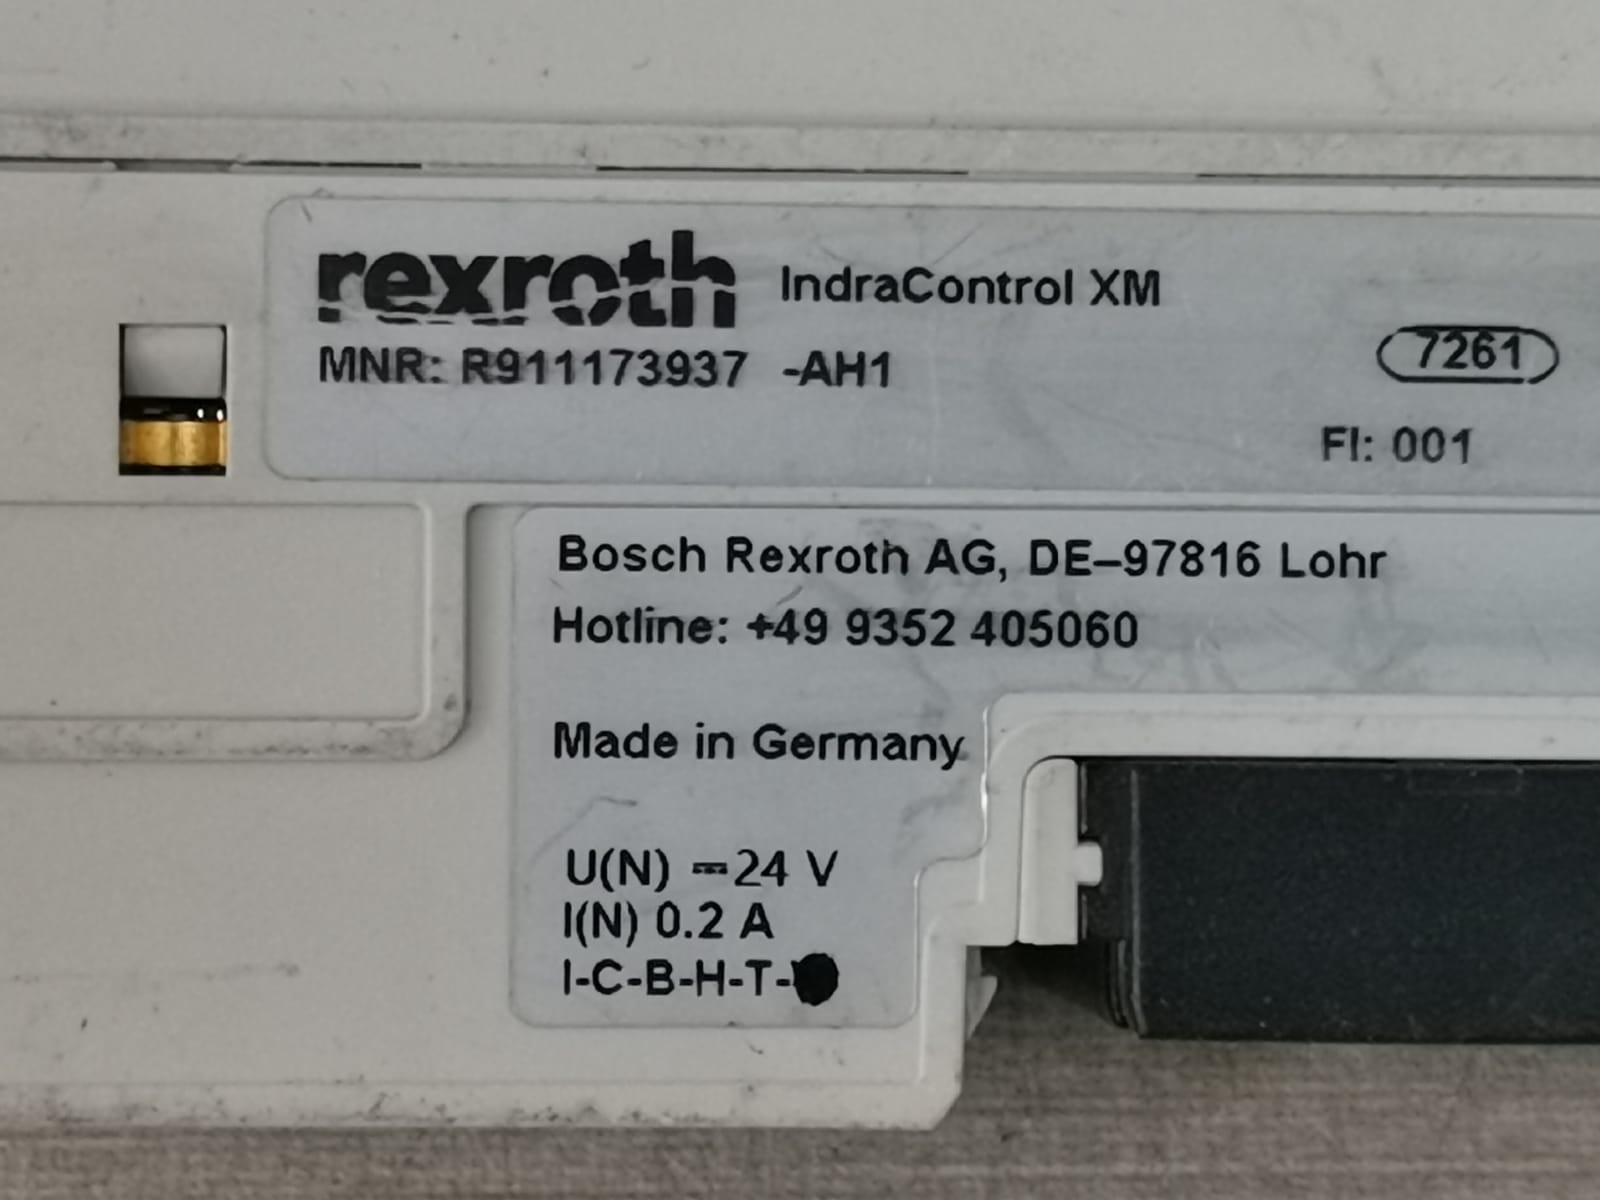 rexroth IndraControl XM
MNR: R911173937 -AH1
7261
FI: 001
Bosch Rexroth AG, DE–97816 Lohr
Hotline: +49 9352 405060
Made in Germany
U(N) ⎓24 V
I(N) 0.2 A
I-C-B-H-T-